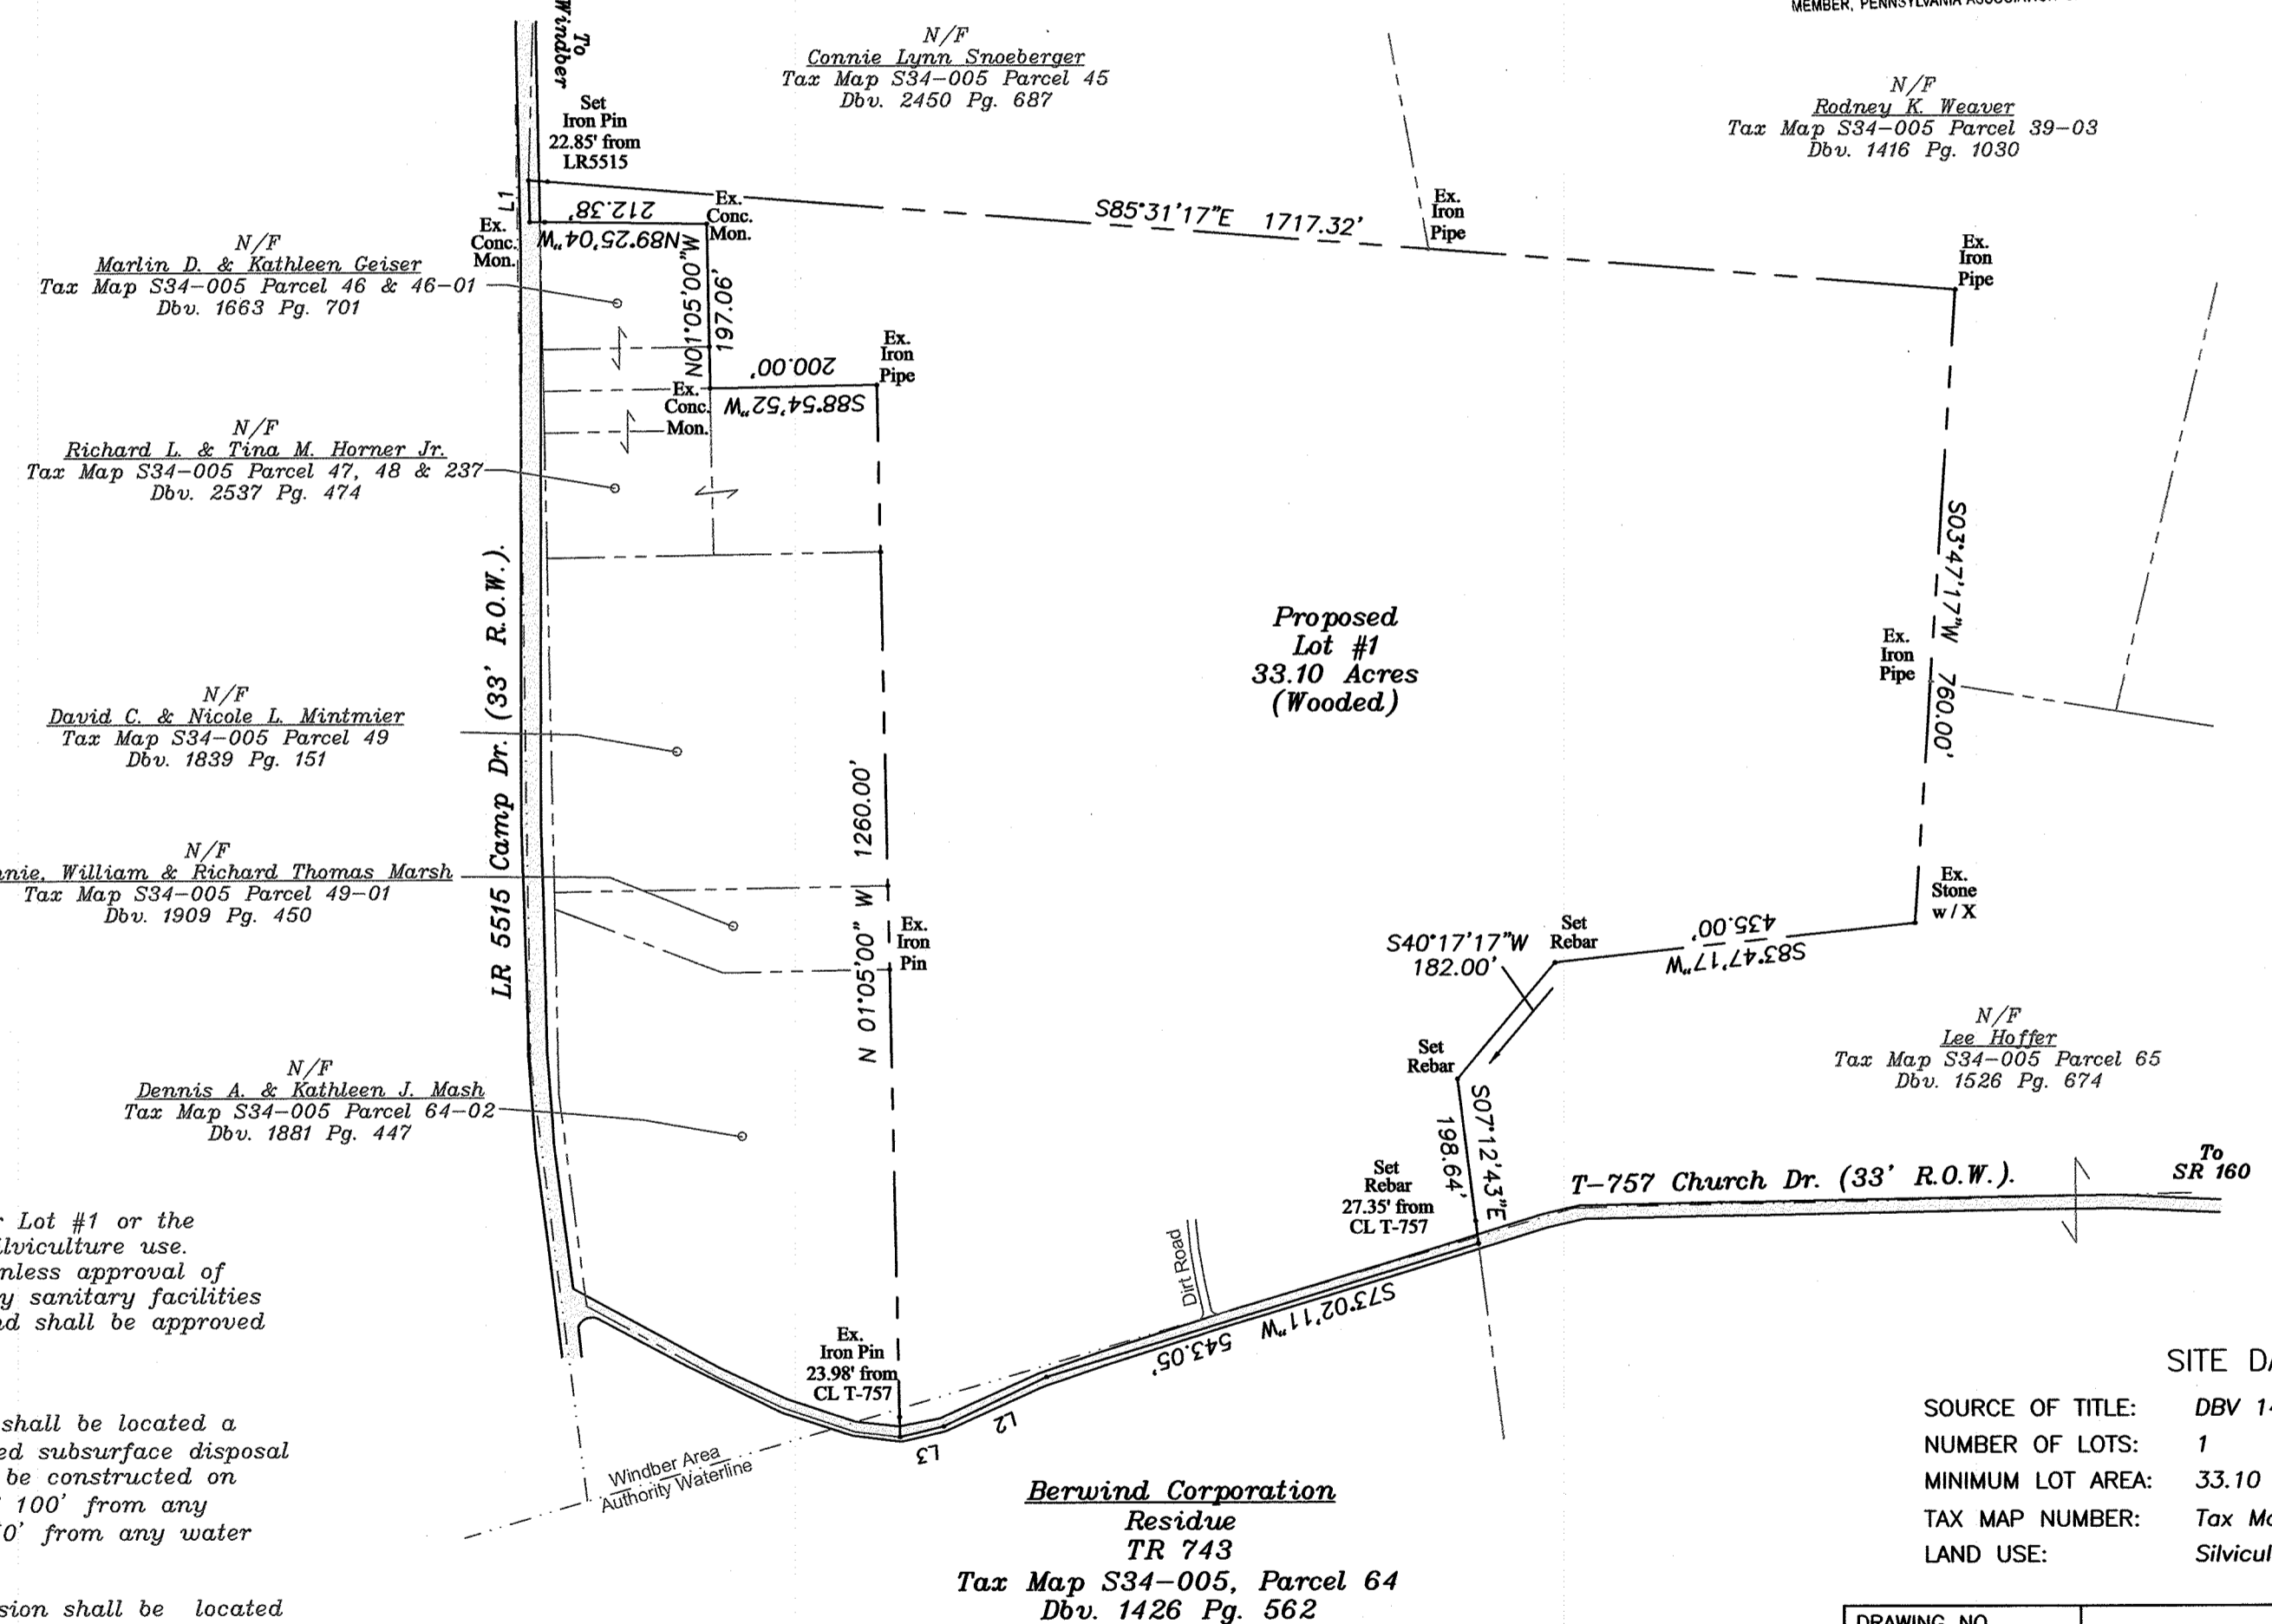 MEMBER, PENNSYLVANIA
To
Windber
N/F
Connie Lynn Snoeberger
Tax Map S34-005 Parcel 45
Dbv. 2450 Pg. 687
N/F
Rodney K. Weaver
Tax Map S34-005 Parcel 39-03
Dbv. 1416 Pg. 1030
Set
Iron Pin
22.85' from
LR5515
L1
Ex.
Conc.
Mon.
212.38'
N89°25'04"W
Ex.
Conc.
Mon.
S85°31'17"E 1717.32'
Ex.
Iron
Pipe
Ex.
Iron
Pipe
N/F
Marlin D. & Kathleen Geiser
Tax Map S34-005 Parcel 46 & 46-01
Dbv. 1663 Pg. 701
N01°05'00"W
197.06'
200.00'
S88°54'52"W
Ex.
Iron
Pipe
Ex.
Conc.
Mon.
N/F
Richard L. & Tina M. Horner Jr.
Tax Map S34-005 Parcel 47, 48 & 237
Dbv. 2537 Pg. 474
LR 5515 Camp Dr. (33' R.O.W.).
Proposed
Lot #1
33.10 Acres
(Wooded)
S03°47'17"W 760.00'
Ex.
Iron
Pipe
N/F
David C. & Nicole L. Mintmier
Tax Map S34-005 Parcel 49
Dbv. 1839 Pg. 151
N 01°05'00" W 1260.00'
N/F
William & Richard Thomas Marsh
Tax Map S34-005 Parcel 49-01
Dbv. 1909 Pg. 450
Ex.
Iron
Pin
Ex.
Stone
w / X
435.00'
S83°47'17"W
Set
Rebar
S40°17'17"W
182.00'
N/F
Lee Hoffer
Tax Map S34-005 Parcel 65
Dbv. 1526 Pg. 674
Set
Rebar
S07°12'43"E
198.64'
N/F
Dennis A. & Kathleen J. Mash
Tax Map S34-005 Parcel 64-02
Dbv. 1881 Pg. 447
Set
Rebar
27.35' from
CL T-757
T-757 Church Dr. (33' R.O.W.).
To
SR 160
Dirt Road
S73°02'11"W
543.05'
L2
L3
Ex.
Iron Pin
23.98' from
CL T-757
Windber Area
Authority Waterline
Lot #1 or the
use.
approval of
sanitary facilities
shall be approved
shall be located a
subsurface disposal
be constructed on
100' from any
from any water
shall be located
Berwind Corporation
Residue
TR 743
Tax Map S34-005, Parcel 64
Dbv. 1426 Pg. 562
SITE
SOURCE OF TITLE: DBV
NUMBER OF LOTS: 1
MINIMUM LOT AREA: 33.10
TAX MAP NUMBER: Tax
LAND USE:
DRAWING NO.